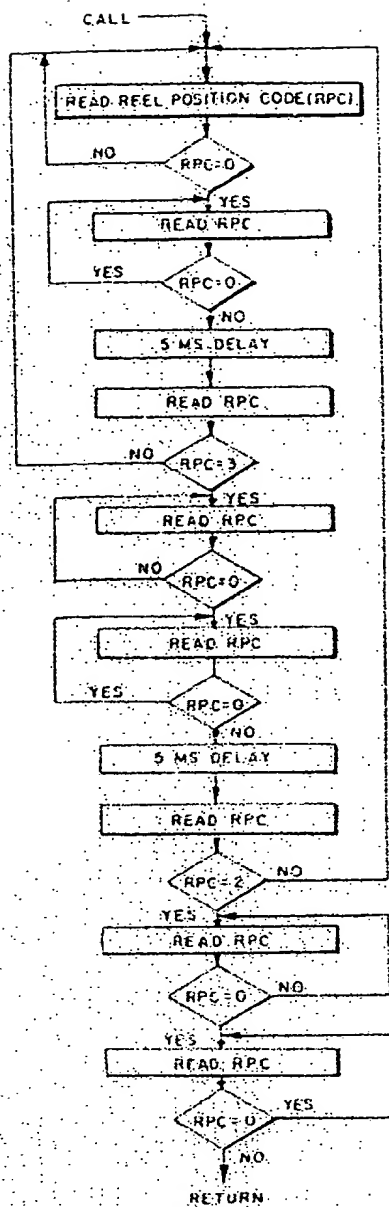 CALL
READ REEL POSITION CODE(RPC)
NO
RPC=0
YES
READ RPC
YES
RPC=0
NO
5 MS DELAY
READ RPC
NO
RPC=3
YES
READ RPC
NO
RPC=0
YES
READ RPC
YES
RPC=0
NO
5 MS DELAY
READ RPC
RPC=2
NO
YES
READ RPC
RPC=0
NO
YES
READ RPC
RPC=0
YES
NO
RETURN